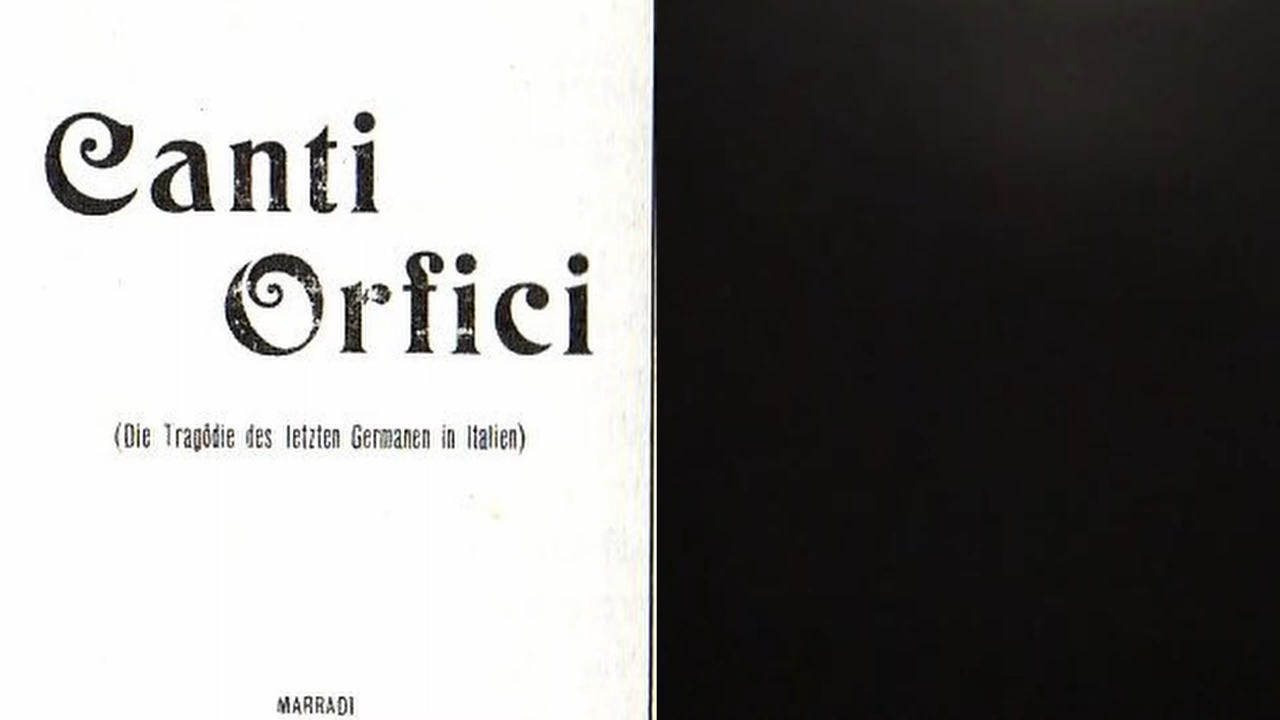 Canti
Orfici
(Die Tragödie des letzten Germanen in Italien)
MARRADI